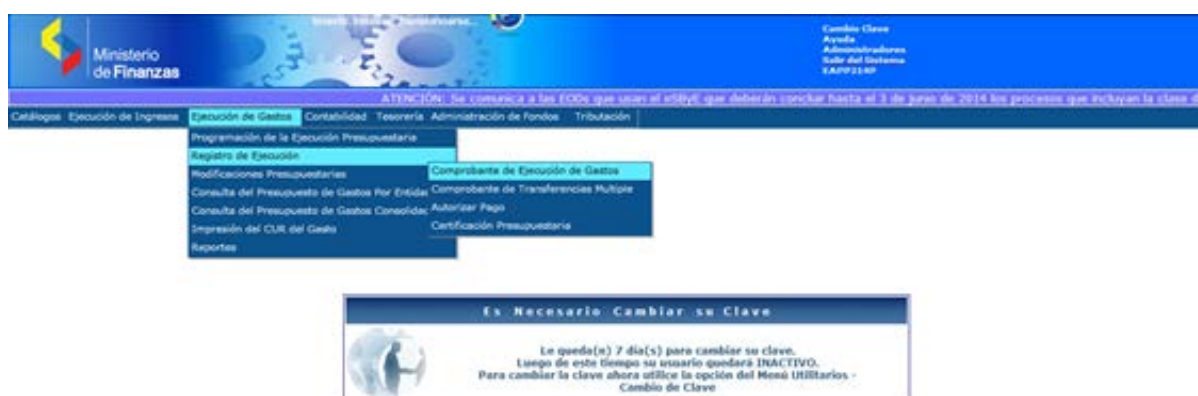 Ministerio
de Finanzas
Cambio Clave
Ayuda
Administradores
Salir del Sistema
ATENCIÓN: Se comunica a las EODs que usan el eSByE que deberán concluir hasta el 3 de junio de 2014 los procesos que incluyan la clase
Catálogos Ejecución de Ingresos Ejecución de Gastos Contabilidad Tesorería Administración de Fondos Tributación
Programación de la Ejecución Presupuestaria
Registro de Ejecución
Modificaciones Presupuestarias
Consulta del Presupuesto de Gastos Por Entidad
Consulta del Presupuesto de Gastos Consolidad
Impresión del CUR del Gasto
Reportes
Comprobante de Ejecución de Gastos
Comprobante de Transferencias Multiple
Autorizar Pago
Certificación Presupuestaria
Es Necesario Cambiar su Clave
Le queda(n) 7 día(s) para cambiar su clave.
Luego de este tiempo su usuario quedará INACTIVO.
Para cambiar la clave ahora utilice la opción del Menú Utilitarios -
Cambio de Clave